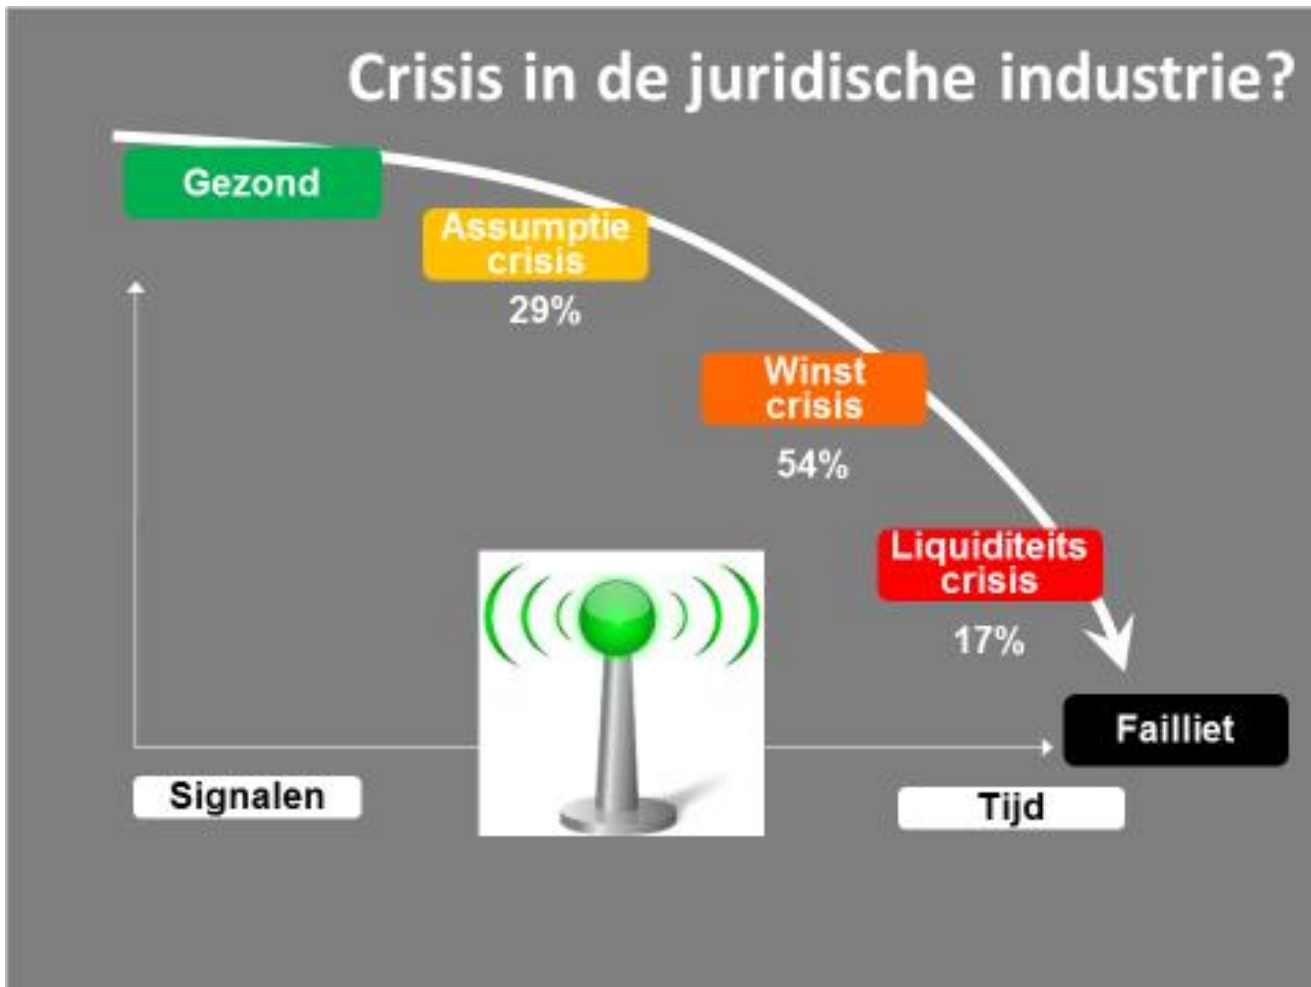 Crisis in de juridische industrie?
Gezond
Assumptie
crisis
29%
Winst
crisis
54%
Liquiditeits
crisis
17%
Failliet
Signalen
Tijd